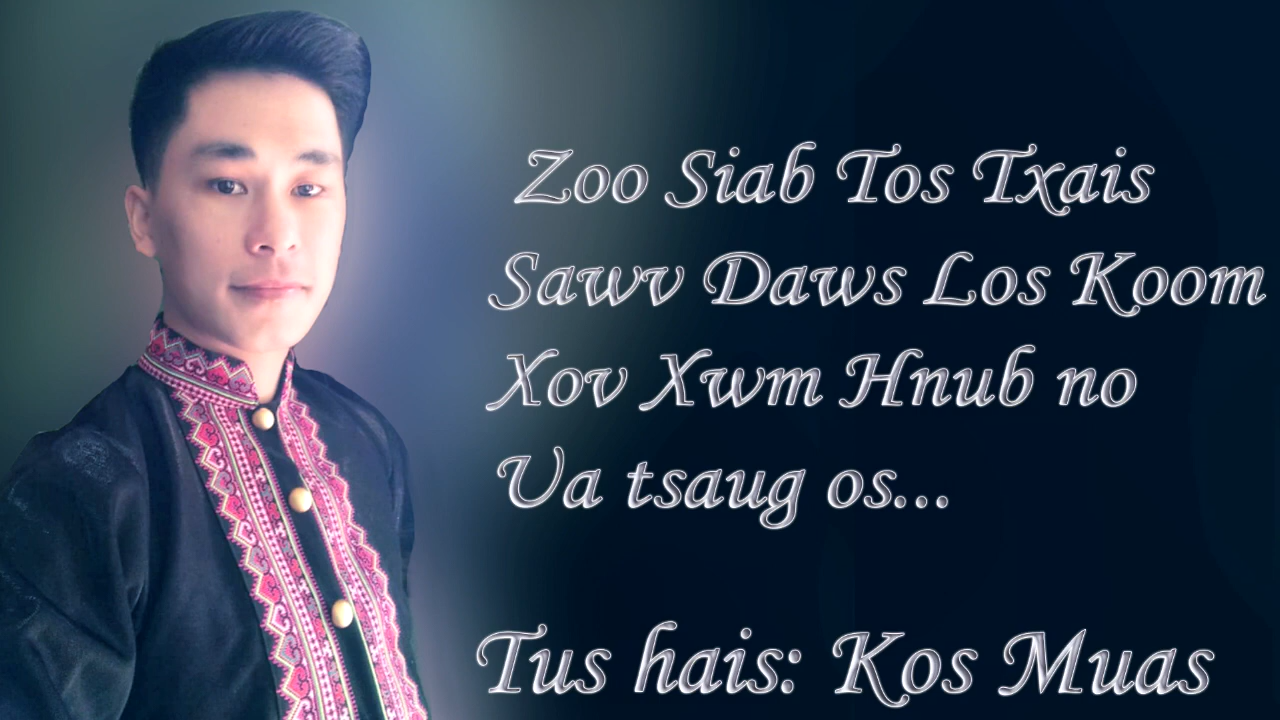 Zoo Siab Tos Txais
Sawv Daws Los Koom
Xov Xwm Hnub no
Ua tsaug os...
Tus hais: Kos Muas